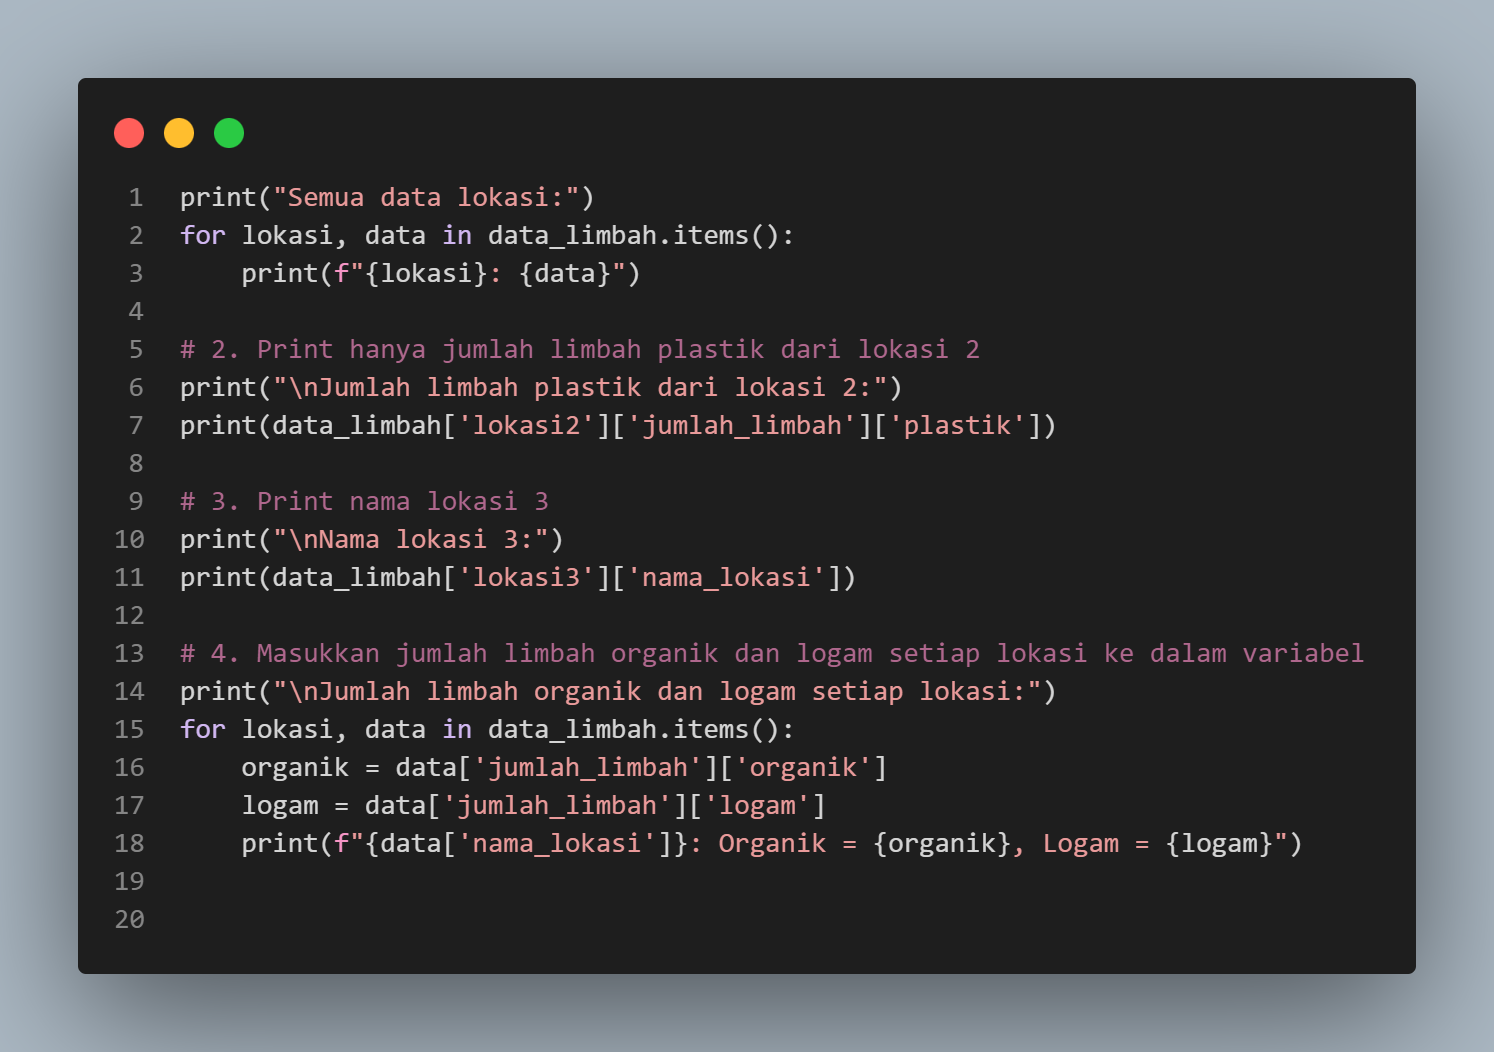 1 print("Semua data lokasi:")
2 for lokasi, data in data_limbah.items():
3     print(f"{lokasi}: {data}")
4
5 # 2. Print hanya jumlah limbah plastik dari lokasi 2
6 print("\nJumlah limbah plastik dari lokasi 2:")
7 print(data_limbah['lokasi2']['jumlah_limbah']['plastik'])
8
9 # 3. Print nama lokasi 3
10 print("\nNama lokasi 3:")
11 print(data_limbah['lokasi3']['nama_lokasi'])
12
13 # 4. Masukkan jumlah limbah organik dan logam setiap lokasi ke dalam variabel
14 print("\nJumlah limbah organik dan logam setiap lokasi:")
15 for lokasi, data in data_limbah.items():
16     organik = data['jumlah_limbah']['organik']
17     logam = data['jumlah_limbah']['logam']
18     print(f"{data['nama_lokasi']}: Organik = {organik}, Logam = {logam}")
19
20